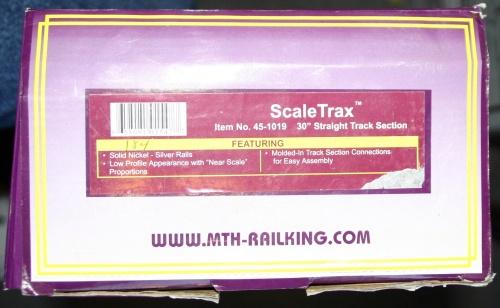 ScaleTrax™
Item No. 45-1019 30" Straight Track Section
FEATURING
• Solid Nickel - Silver Rails
• Low Profile Appearance with "Near Scale"
Proportions
• Molded-In Track Section Connections
for Easy Assembly
WWW.MTH-RAILKING.COM